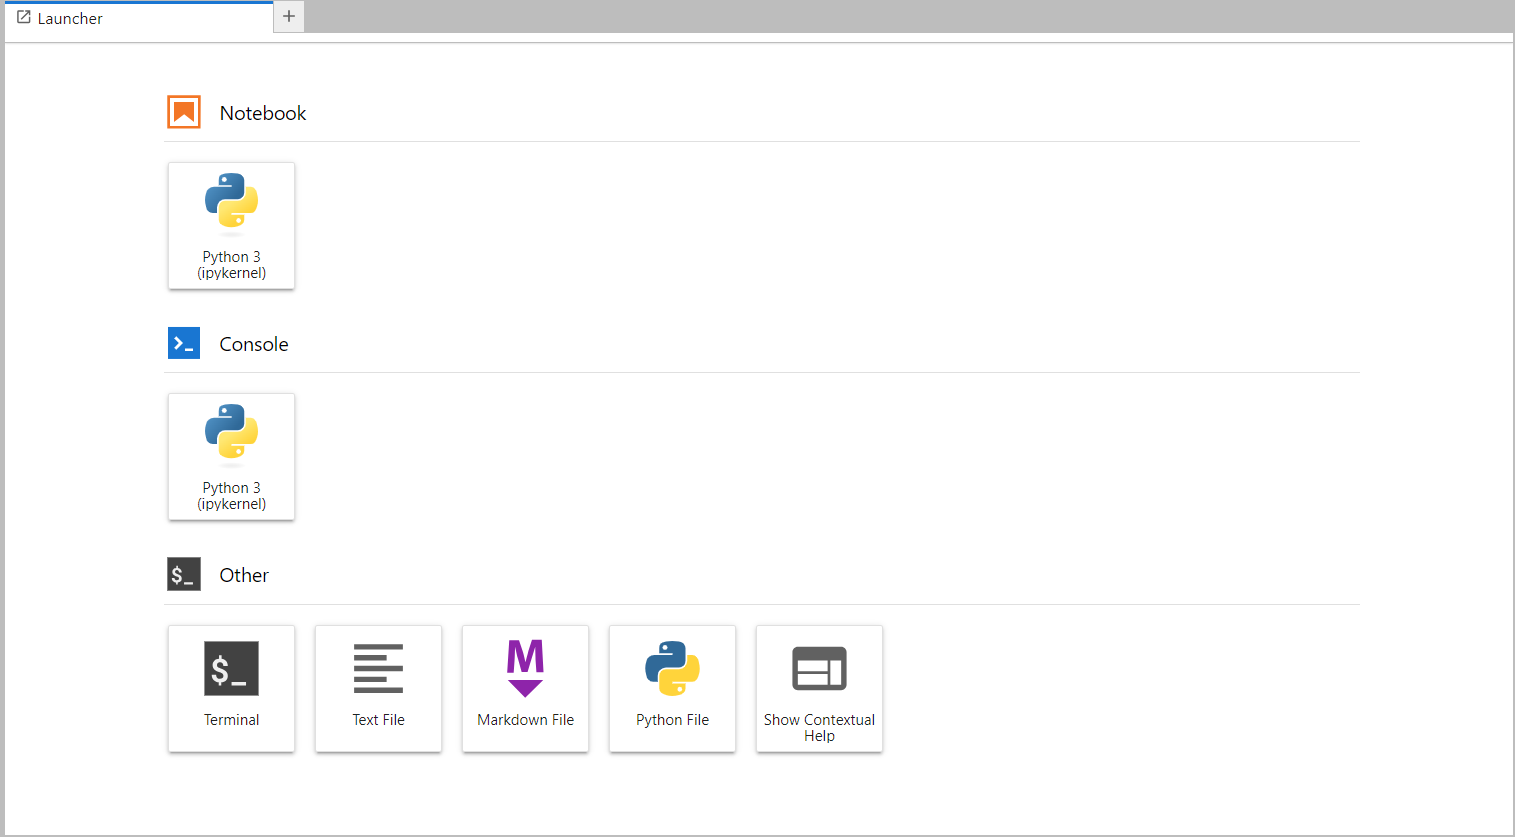 Launcher
Notebook
Python 3
(ipykernel)
Console
Python 3
(ipykernel)
$_ Other
$_
Terminal
Text File
M
Markdown File
Python File
Show Contextual
Help